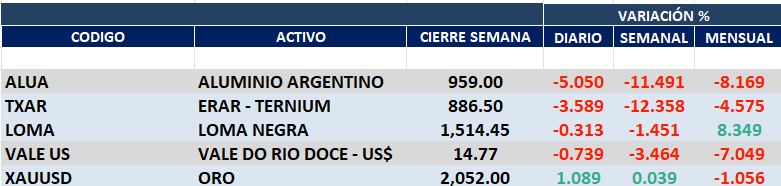 VARIACIÓN %
CODIGO ACTIVO CIERRE SEMANA DIARIO SEMANAL MENSUAL
ALUA ALUMINIO ARGENTINO 959.00 -5.050 -11.491 -8.169
TXAR ERAR - TERNIUM 886.50 -3.589 -12.358 -4.575
LOMA LOMA NEGRA 1,514.45 -0.313 -1.451 8.349
VALE US VALE DO RIO DOCE - US$ 14.77 -0.739 -3.464 -7.049
XAUUSD ORO 2,052.00 1.089 0.039 -1.056